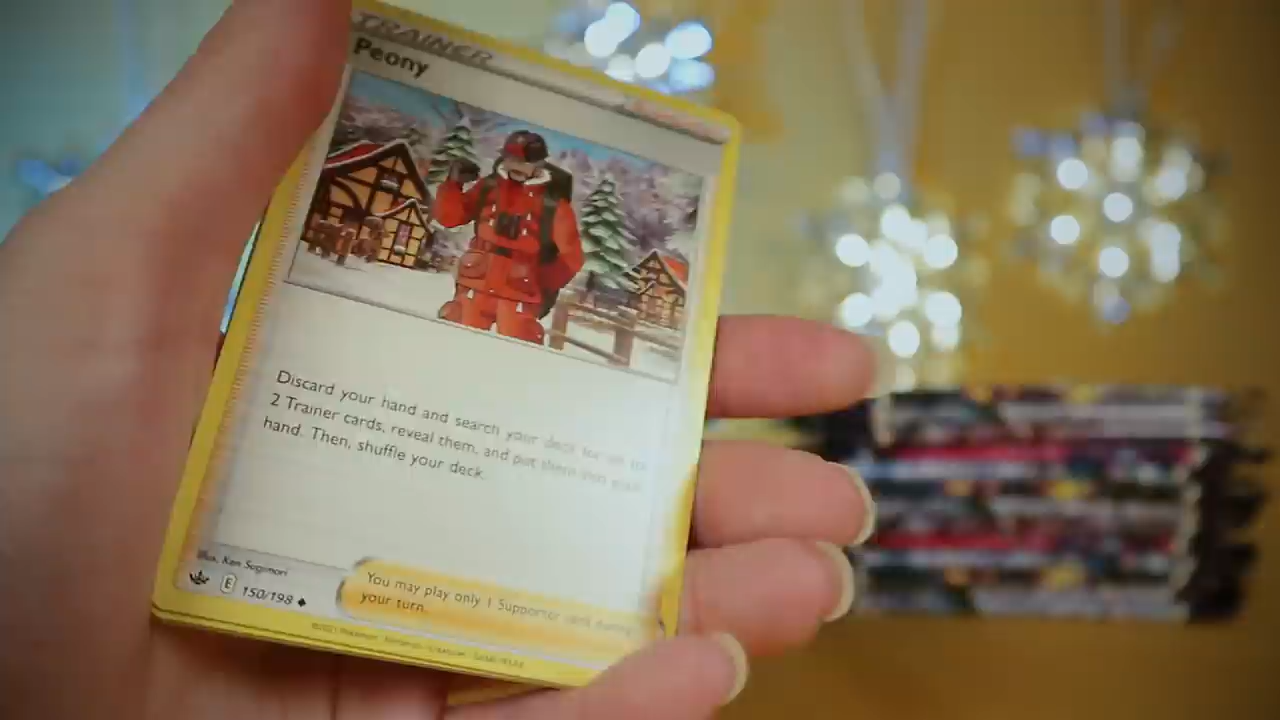 TRAINER
Peony
Discard your hand and search your deck for up to
2 Trainer cards, reveal them, and put them into your
hand. Then, shuffle your deck.
Illus. Ken Sugimori
E
150/198
You may play only 1 Supporter card during
your turn.
©2021 Pokémon